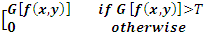 [G[f(x,y)]   if G [f(x,y)]>T
0   otherwise